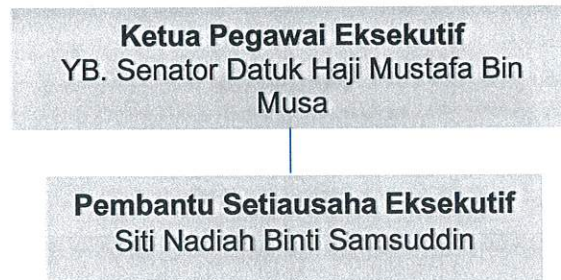 Ketua Pegawai Eksekutif
YB. Senator Datuk Haji Mustafa Bin
Musa
Pembantu Setiausaha Eksekutif
Siti Nadiah Binti Samsuddin